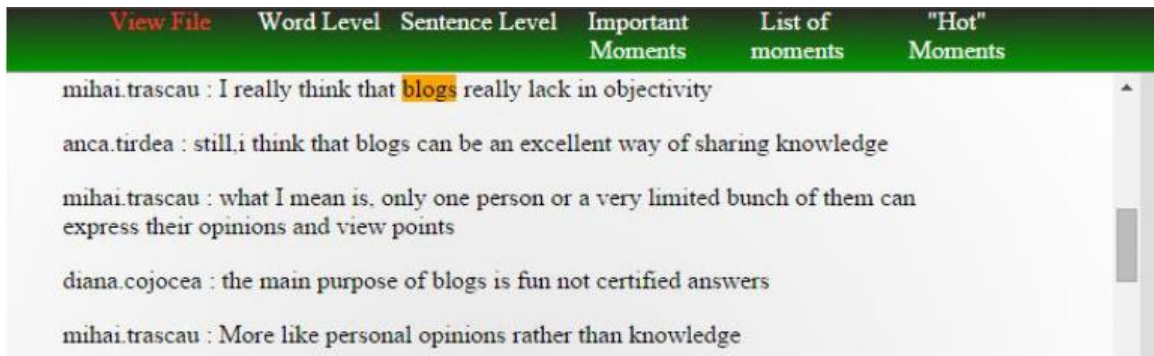 View File Word Level Sentence Level Important Moments List of moments "Hot" Moments
mihai.trascau : I really think that blogs really lack in objectivity
anca.tirdea : still,i think that blogs can be an excellent way of sharing knowledge
mihai.trascau : what I mean is, only one person or a very limited bunch of them can
express their opinions and view points
diana.cojocea : the main purpose of blogs is fun not certified answers
mihai.trascau : More like personal opinions rather than knowledge